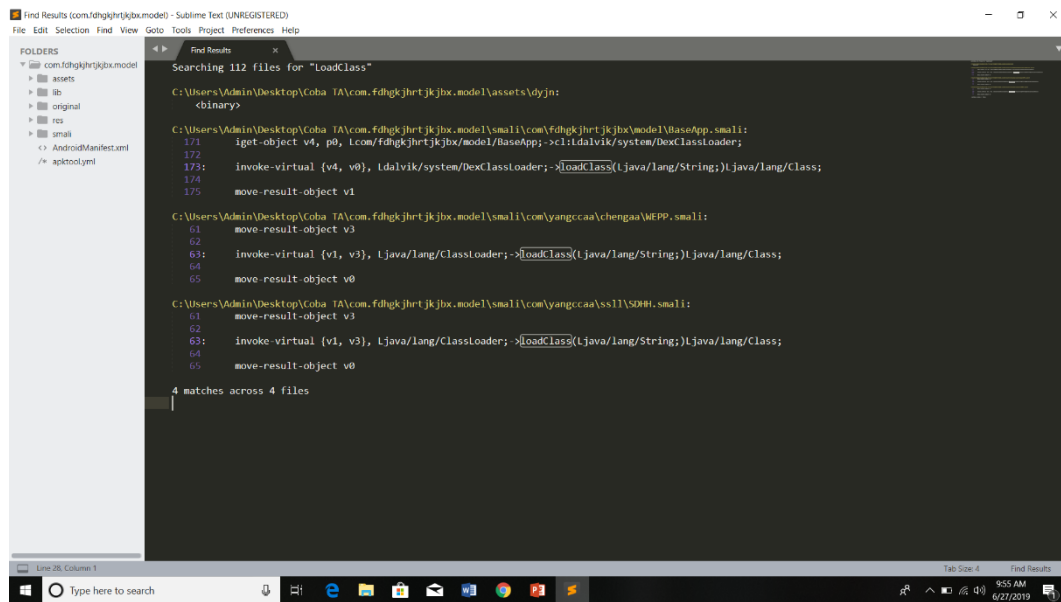 Find Results (com.fdhgkjhrtjkjbx.model) - Sublime Text (UNREGISTERED)
File Edit Selection Find View Goto Tools Project Preferences Help
FOLDERS
com.fdhgkjhrtjkjbx.model
assets
lib
original
res
smali
<> AndroidManifest.xml
/* apktool.yml
Find Results ×
Searching 112 files for "LoadClass"
C:\Users\Admin\Desktop\Coba TA\com.fdhgkjhrtjkjbx.model\assets\dyjn:
<binary>
C:\Users\Admin\Desktop\Coba TA\com.fdhgkjhrtjkjbx.model\smali\com\fdhgkjhrtjkjbx\model\BaseApp.smali:
171 iget-object v4, p0, Lcom/fdhgkjhrtjkjbx/model/BaseApp;->cl:Ldalvik/system/DexClassLoader;
172
173: invoke-virtual {v4, v0}, Ldalvik/system/DexClassLoader;->loadClass(Ljava/lang/String;)Ljava/lang/Class;
174
175 move-result-object v1
C:\Users\Admin\Desktop\Coba TA\com.fdhgkjhrtjkjbx.model\smali\com\yangccaa\chengaa\WEPP.smali:
61 move-result-object v3
62
63: invoke-virtual {v1, v3}, Ljava/lang/ClassLoader;->loadClass(Ljava/lang/String;)Ljava/lang/Class;
64
65 move-result-object v0
C:\Users\Admin\Desktop\Coba TA\com.fdhgkjhrtjkjbx.model\smali\com\yangccaa\ssll\SDHH.smali:
61 move-result-object v3
62
63: invoke-virtual {v1, v3}, Ljava/lang/ClassLoader;->loadClass(Ljava/lang/String;)Ljava/lang/Class;
64
65 move-result-object v0
4 matches across 4 files
Line 28, Column 1
Tab Size: 4 Find Results
Type here to search
9:55 AM
6/27/2019